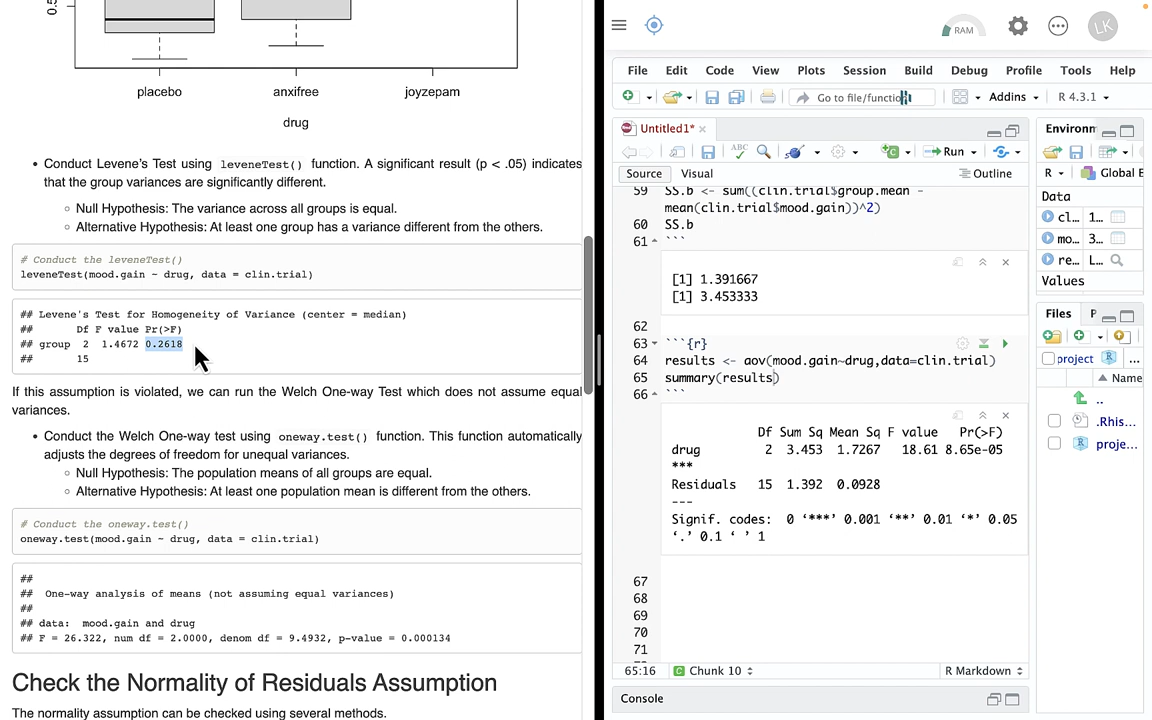 0.5
placebo
anxifree
joyzepam
drug
• Conduct Levene's Test using leveneTest() function. A significant result (p < .05) indicates
that the group variances are significantly different.
◦ Null Hypothesis: The variance across all groups is equal.
◦ Alternative Hypothesis: At least one group has a variance different from the others.
# Conduct the leveneTest()
leveneTest(mood.gain ~ drug, data = clin.trial)
## Levene's Test for Homogeneity of Variance (center = median)
##       Df F value Pr(>F)
## group  2  1.4672 0.2618
##       15
If this assumption is violated, we can run the Welch One-way Test which does not assume equal
variances.
• Conduct the Welch One-way test using oneway.test() function. This function automatically
adjusts the degrees of freedom for unequal variances.
◦ Null Hypothesis: The population means of all groups are equal.
◦ Alternative Hypothesis: At least one population mean is different from the others.
# Conduct the oneway.test()
oneway.test(mood.gain ~ drug, data = clin.trial)
##
##  One-way analysis of means (not assuming equal variances)
##
## data:  mood.gain and drug
## F = 26.322, num df = 2.0000, denom df = 9.4932, p-value = 0.000134
Check the Normality of Residuals Assumption
The normality assumption can be checked using several methods.
RAM
LK
File Edit Code View Plots Session Build Debug Profile Tools Help
Go to file/function
Addins
R 4.3.1
Untitled1*
ABC
Run
Source Visual
Outline
59 SS.b <- sum((clin.trial$group.mean -
mean(clin.trial$mood.gain))^2)
60 SS.b
61 ```
[1] 1.391667
[1] 3.453333
62
63 ```{r}
64 results <- aov(mood.gain~drug,data=clin.trial)
65 summary(results)
66 ```
Df Sum Sq Mean Sq F value   Pr(>F)
drug         2  3.453  1.7267   18.61 8.65e-05
***
Residuals   15  1.392  0.0928
---
Signif. codes:  0 ‘***’ 0.001 ‘**’ 0.01 ‘*’ 0.05
‘.’ 0.1 ‘ ’ 1
67
68
69
70
71
65:16
Chunk 10
R Markdown
Console
Environ
R
Global E
Data
cl... 1...
mo... 3...
re... L...
Values
Files
P
project
...
Name
..
.Rhis...
proje...